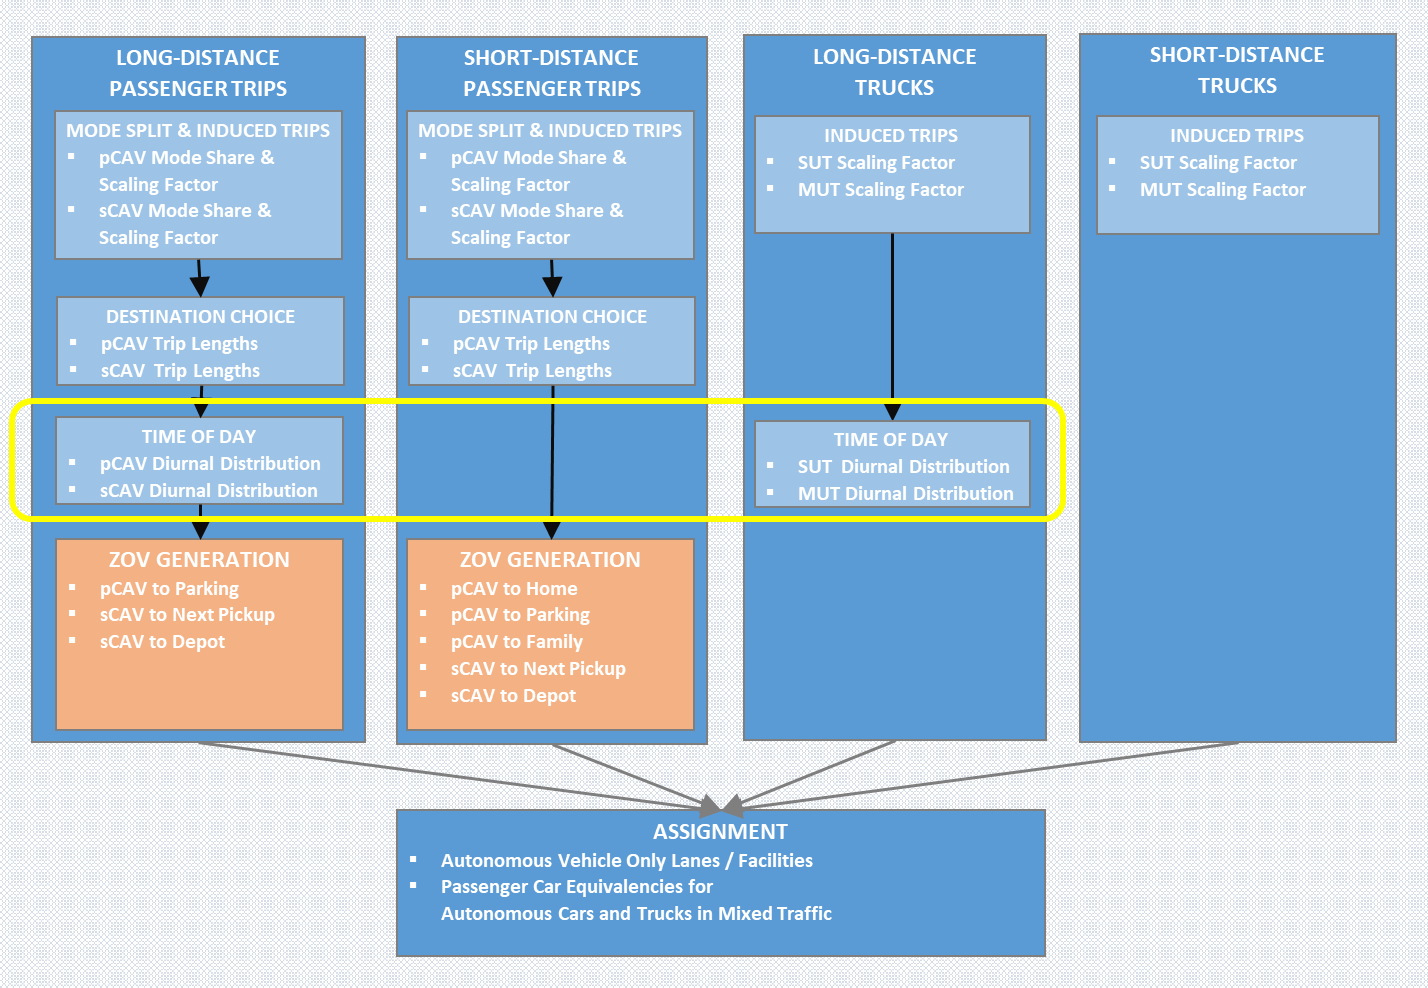 LONG-DISTANCE
PASSENGER TRIPS
MODE SPLIT & INDUCED TRIPS
▪ pCAV Mode Share &
Scaling Factor
▪ sCAV Mode Share &
Scaling Factor
DESTINATION CHOICE
▪ pCAV Trip Lengths
▪ sCAV Trip Lengths
TIME OF DAY
▪ pCAV Diurnal Distribution
▪ sCAV Diurnal Distribution
ZOV GENERATION
▪ pCAV to Parking
▪ sCAV to Next Pickup
▪ sCAV to Depot
SHORT-DISTANCE
PASSENGER TRIPS
MODE SPLIT & INDUCED TRIPS
▪ pCAV Mode Share &
Scaling Factor
▪ sCAV Mode Share &
Scaling Factor
DESTINATION CHOICE
▪ pCAV Trip Lengths
▪ sCAV Trip Lengths
ZOV GENERATION
▪ pCAV to Home
▪ pCAV to Parking
▪ pCAV to Family
▪ sCAV to Next Pickup
▪ sCAV to Depot
LONG-DISTANCE
TRUCKS
INDUCED TRIPS
▪ SUT Scaling Factor
▪ MUT Scaling Factor
TIME OF DAY
▪ SUT Diurnal Distribution
▪ MUT Diurnal Distribution
SHORT-DISTANCE
TRUCKS
INDUCED TRIPS
▪ SUT Scaling Factor
▪ MUT Scaling Factor
ASSIGNMENT
▪ Autonomous Vehicle Only Lanes / Facilities
▪ Passenger Car Equivalencies for
Autonomous Cars and Trucks in Mixed Traffic